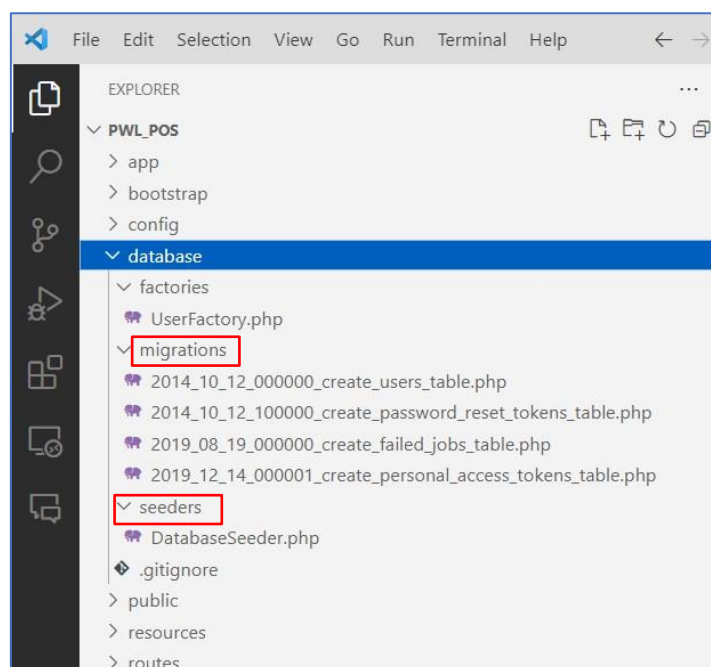 File Edit Selection View Go Run Terminal Help
EXPLORER
PWL_POS
app
bootstrap
config
database
factories
UserFactory.php
migrations
2014_10_12_000000_create_users_table.php
2014_10_12_100000_create_password_reset_tokens_table.php
2019_08_19_000000_create_failed_jobs_table.php
2019_12_14_000001_create_personal_access_tokens_table.php
seeders
DatabaseSeeder.php
.gitignore
public
resources
routes